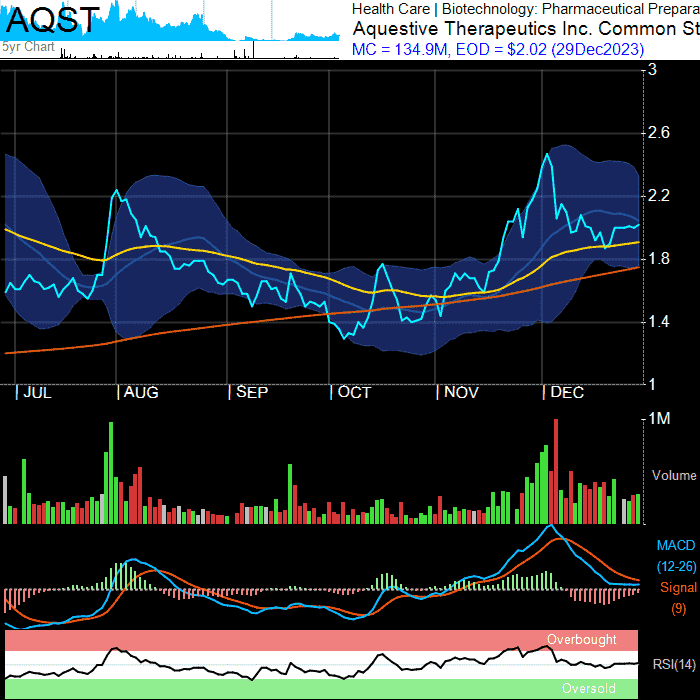 AQST
Health Care | Biotechnology: Pharmaceutical Prepara
Aquestive Therapeutics Inc. Common St
5yr Chart
MC = 134.9M, EOD = $2.02 (29Dec2023)
3
2.6
2.2
1.8
1.4
1
| JUL | AUG | SEP | OCT | NOV | DEC
1M
Volume
MACD
(12-26)
Signal
(9)
Overbought
RSI(14)
Oversold